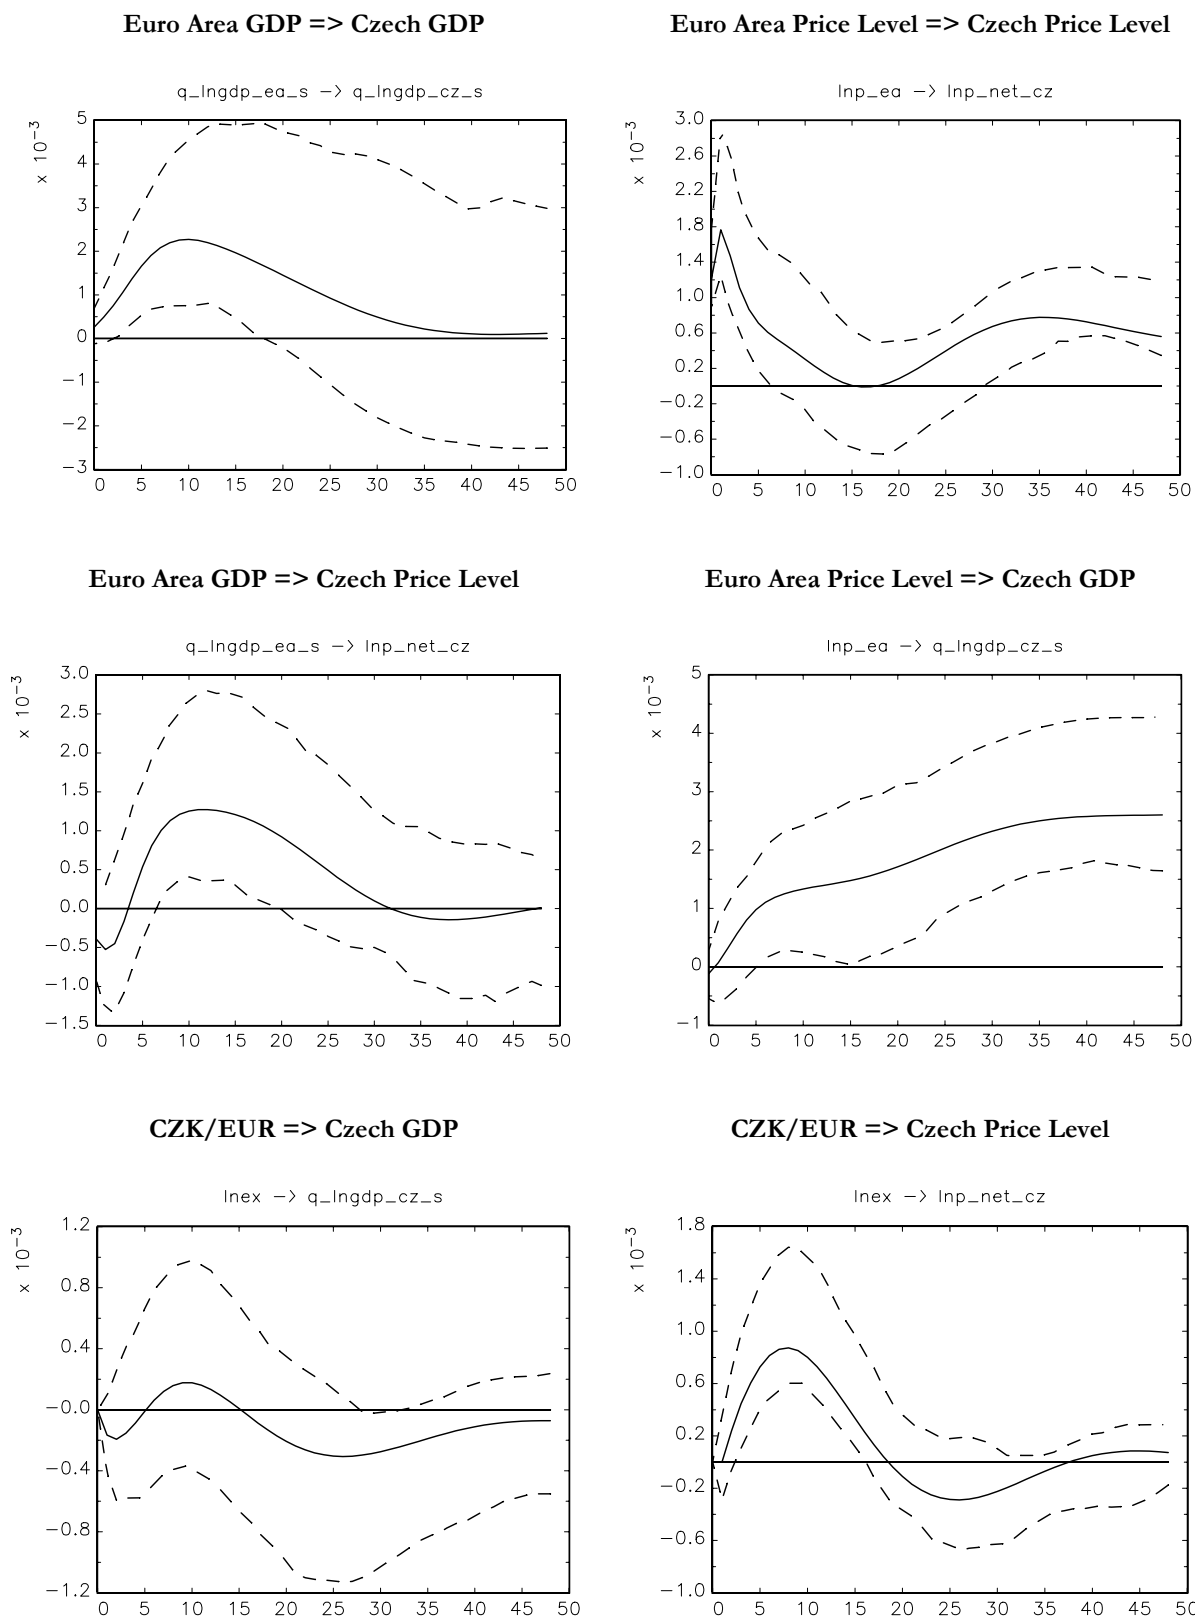 Euro Area GDP => Czech GDP
q_lngdp_ea_s -> q_lngdp_cz_s
x 10-3
5
4
3
2
1
0
-1
-2
-3
0 5 10 15 20 25 30 35 40 45 50
Euro Area Price Level => Czech Price Level
lnp_ea -> lnp_net_cz
x 10-3
3.0
2.6
2.2
1.8
1.4
1.0
0.6
0.2
-0.2
-0.6
-1.0
0 5 10 15 20 25 30 35 40 45 50
Euro Area GDP => Czech Price Level
q_lngdp_ea_s -> lnp_net_cz
x 10-3
3.0
2.5
2.0
1.5
1.0
0.5
0.0
-0.5
-1.0
-1.5
0 5 10 15 20 25 30 35 40 45 50
Euro Area Price Level => Czech GDP
lnp_ea -> q_lngdp_cz_s
x 10-3
5
4
3
2
1
0
-1
0 5 10 15 20 25 30 35 40 45 50
CZK/EUR => Czech GDP
lnex -> q_lngdp_cz_s
x 10-3
1.2
0.8
0.4
-0.0
-0.4
-0.8
-1.2
0 5 10 15 20 25 30 35 40 45 50
CZK/EUR => Czech Price Level
lnex -> lnp_net_cz
x 10-3
1.8
1.4
1.0
0.6
0.2
-0.2
-0.6
-1.0
0 5 10 15 20 25 30 35 40 45 50